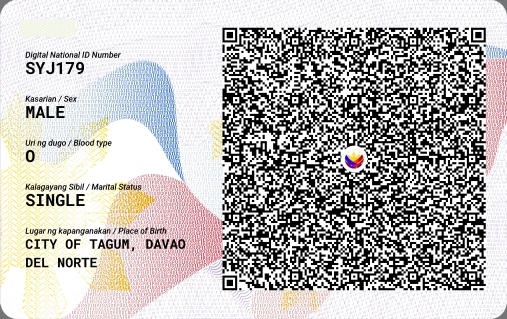 Digital National ID Number
SYJ179
Kasarian / Sex
MALE
Uri ng dugo / Blood type
O
Kalagayang Sibil / Marital Status
SINGLE
Lugar ng kapanganakan / Place of Birth
CITY OF TAGUM, DAVAO
DEL NORTE